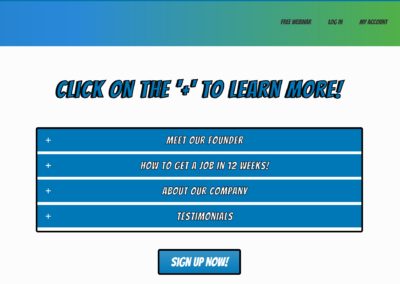 FREE WEBINAR LOG IN MY ACCOUNT
CLICK ON THE '+' TO LEARN MORE!
+ MEET OUR FOUNDER
+ HOW TO GET A JOB IN 12 WEEKS!
+ ABOUT OUR COMPANY
+ TESTIMONIALS
SIGN UP NOW!